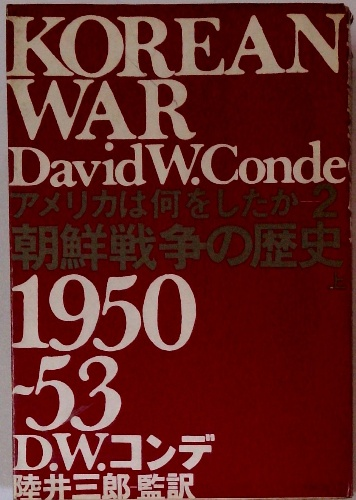 KOREAN
WAR
David W. Conde
アメリカは何をしたか 2
朝鮮戦争の歴史
上
1950
-53
D.W.コンデ
陸井三郎 監訳